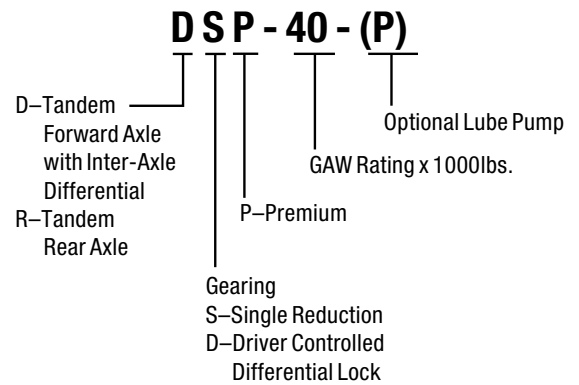 D S P - 40 - (P)
D–Tandem
Forward Axle
with Inter-Axle
Differential
R–Tandem
Rear Axle
Optional Lube Pump
GAW Rating x 1000lbs.
P–Premium
Gearing
S–Single Reduction
D–Driver Controlled
Differential Lock